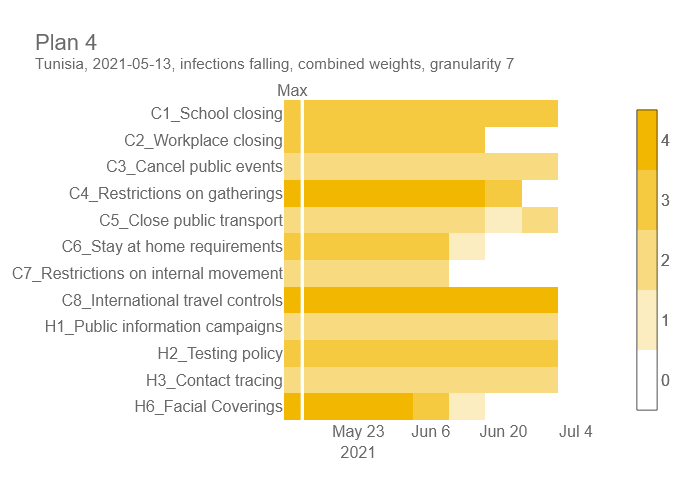 Plan 4
Tunisia, 2021-05-13, infections falling, combined weights, granularity 7
Max
C1_School closing
C2_Workplace closing
C3_Cancel public events
C4_Restrictions on gatherings
C5_Close public transport
C6_Stay at home requirements
C7_Restrictions on internal movement
C8_International travel controls
H1_Public information campaigns
H2_Testing policy
H3_Contact tracing
H6_Facial Coverings
May 23 Jun 6 Jun 20 Jul 4
2021
4
3
2
1
0